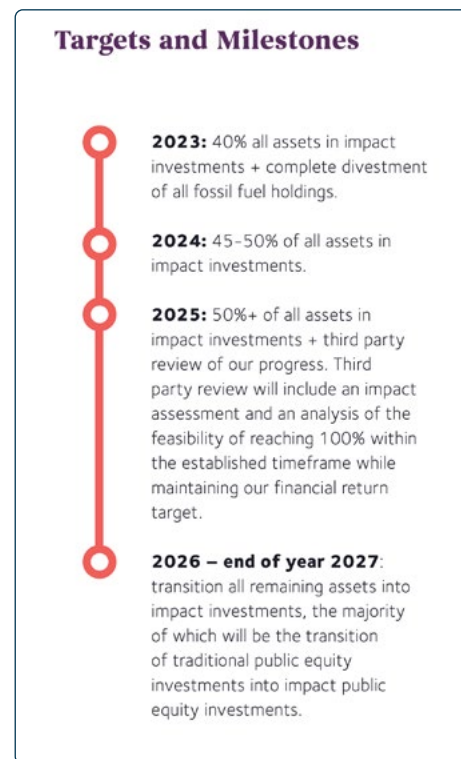 Targets and Milestones
2023: 40% all assets in impact
investments + complete divestment
of all fossil fuel holdings.
2024: 45-50% of all assets in
impact investments.
2025: 50%+ of all assets in
impact investments + third party
review of our progress. Third
party review will include an impact
assessment and an analysis of the
feasibility of reaching 100% within
the established timeframe while
maintaining our financial return
target.
2026 – end of year 2027:
transition all remaining assets into
impact investments, the majority
of which will be the transition
of traditional public equity
investments into impact public
equity investments.